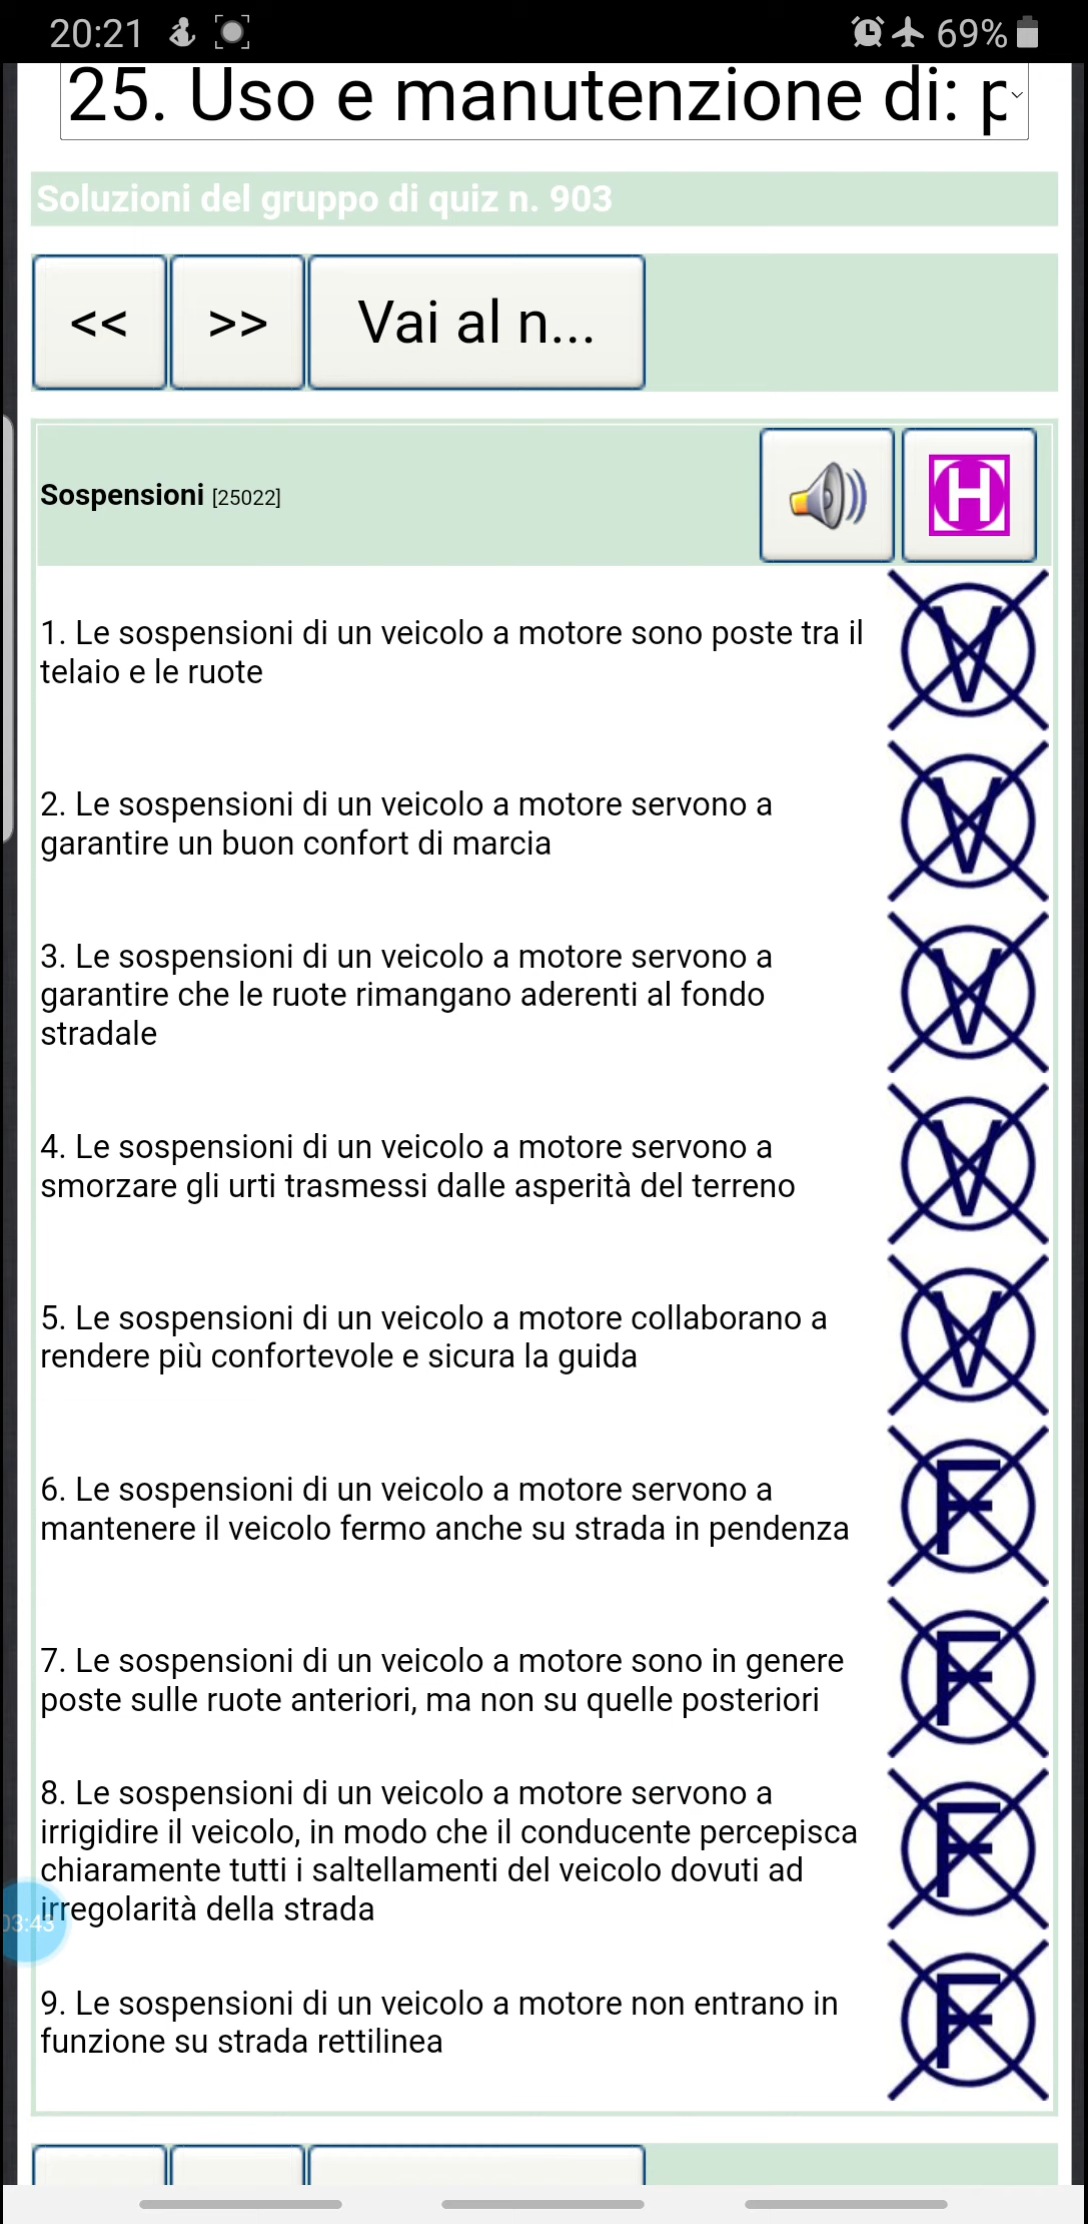 20:21 69%
25. Uso e manutenzione di: p
Soluzioni del gruppo di quiz n. 903
<< >> Vai al n...
Sospensioni [25022] H
1. Le sospensioni di un veicolo a motore sono poste tra il
telaio e le ruote
V
2. Le sospensioni di un veicolo a motore servono a
garantire un buon confort di marcia
V
3. Le sospensioni di un veicolo a motore servono a
garantire che le ruote rimangano aderenti al fondo
stradale
V
4. Le sospensioni di un veicolo a motore servono a
smorzare gli urti trasmessi dalle asperità del terreno
V
5. Le sospensioni di un veicolo a motore collaborano a
rendere più confortevole e sicura la guida
V
6. Le sospensioni di un veicolo a motore servono a
mantenere il veicolo fermo anche su strada in pendenza
F
7. Le sospensioni di un veicolo a motore sono in genere
poste sulle ruote anteriori, ma non su quelle posteriori
F
8. Le sospensioni di un veicolo a motore servono a
irrigidire il veicolo, in modo che il conducente percepisca
chiaramente tutti i saltellamenti del veicolo dovuti ad
irregolarità della strada
F
03:43
9. Le sospensioni di un veicolo a motore non entrano in
funzione su strada rettilinea
F